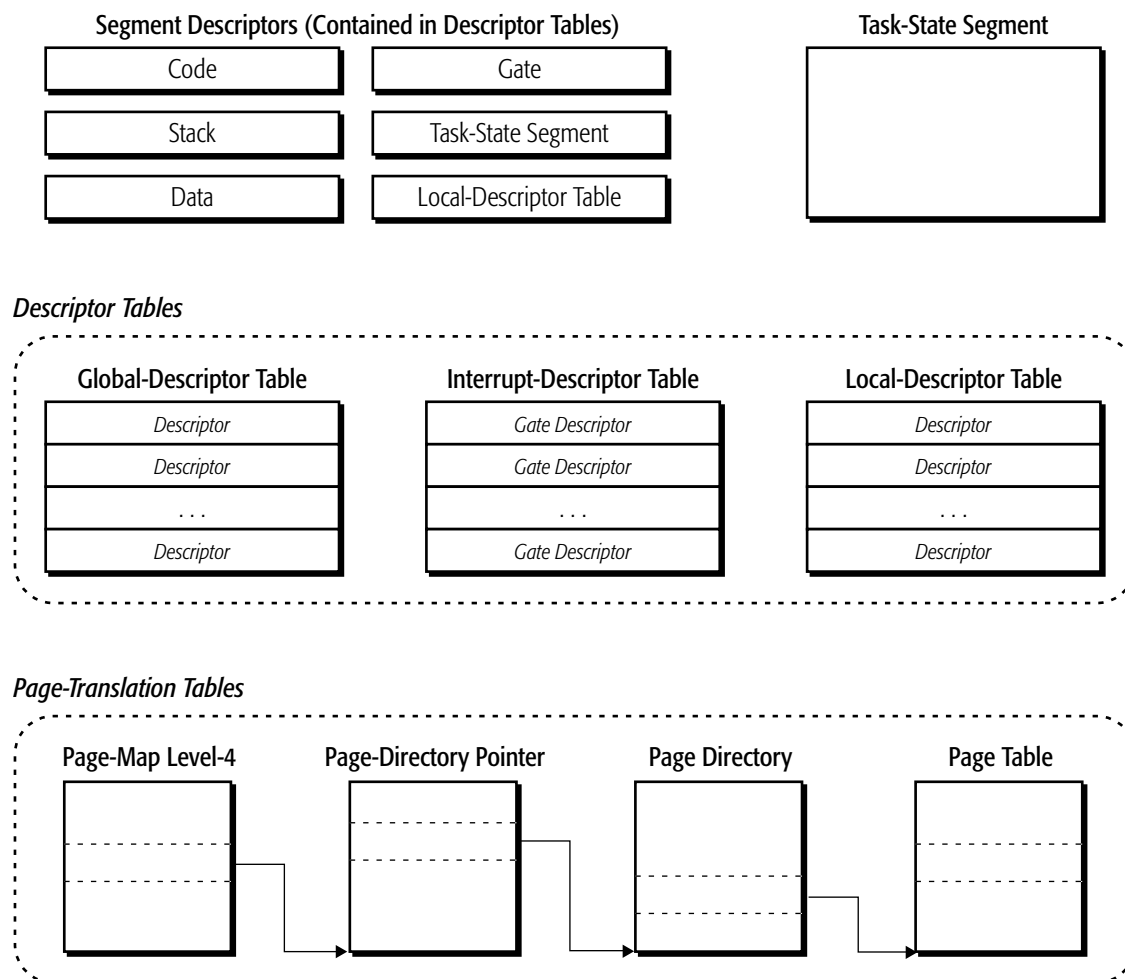 Segment Descriptors (Contained in Descriptor Tables)
Task-State Segment
Code
Gate
Stack
Task-State Segment
Data
Local-Descriptor Table
Descriptor Tables
Global-Descriptor Table
Interrupt-Descriptor Table
Local-Descriptor Table
Descriptor
Gate Descriptor
Descriptor
Descriptor
Gate Descriptor
Descriptor
. . .
. . .
. . .
Descriptor
Gate Descriptor
Descriptor
Page-Translation Tables
Page-Map Level-4
Page-Directory Pointer
Page Directory
Page Table